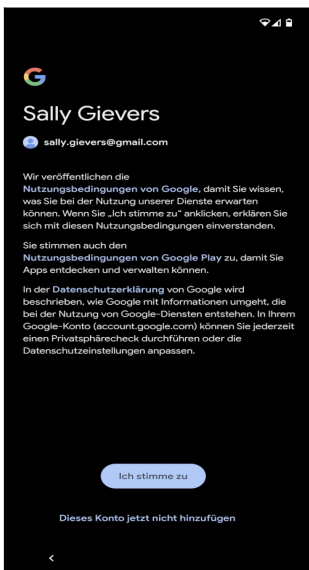 Sally Gievers
sally.gievers@gmail.com
Wir veröffentlichen die
Nutzungsbedingungen von Google, damit Sie wissen,
was Sie bei der Nutzung unserer Dienste erwarten
können. Wenn Sie „Ich stimme zu“ anklicken, erklären Sie
sich mit diesen Nutzungsbedingungen einverstanden.
Sie stimmen auch den
Nutzungsbedingungen von Google Play zu, damit Sie
Apps entdecken und verwalten können.
In der Datenschutzerklärung von Google wird
beschrieben, wie Google mit Informationen umgeht, die
bei der Nutzung von Google-Diensten entstehen. In Ihrem
Google-Konto (account.google.com) können Sie jederzeit
einen Privatsphärecheck durchführen oder die
Datenschutzeinstellungen anpassen.
Ich stimme zu
Dieses Konto jetzt nicht hinzufügen